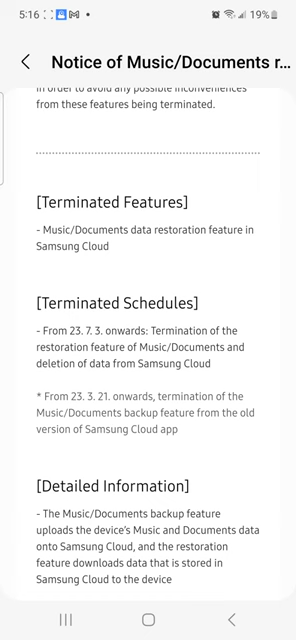 5:16
19%
Notice of Music/Documents r...
in order to avoid any possible inconveniences
from these features being terminated.
[Terminated Features]
- Music/Documents data restoration feature in
Samsung Cloud
[Terminated Schedules]
- From 23. 7. 3. onwards: Termination of the
restoration feature of Music/Documents and
deletion of data from Samsung Cloud
* From 23. 3. 21. onwards, termination of the
Music/Documents backup feature from the old
version of Samsung Cloud app
[Detailed Information]
- The Music/Documents backup feature
uploads the device's Music and Documents data
onto Samsung Cloud, and the restoration
feature downloads data that is stored in
Samsung Cloud to the device